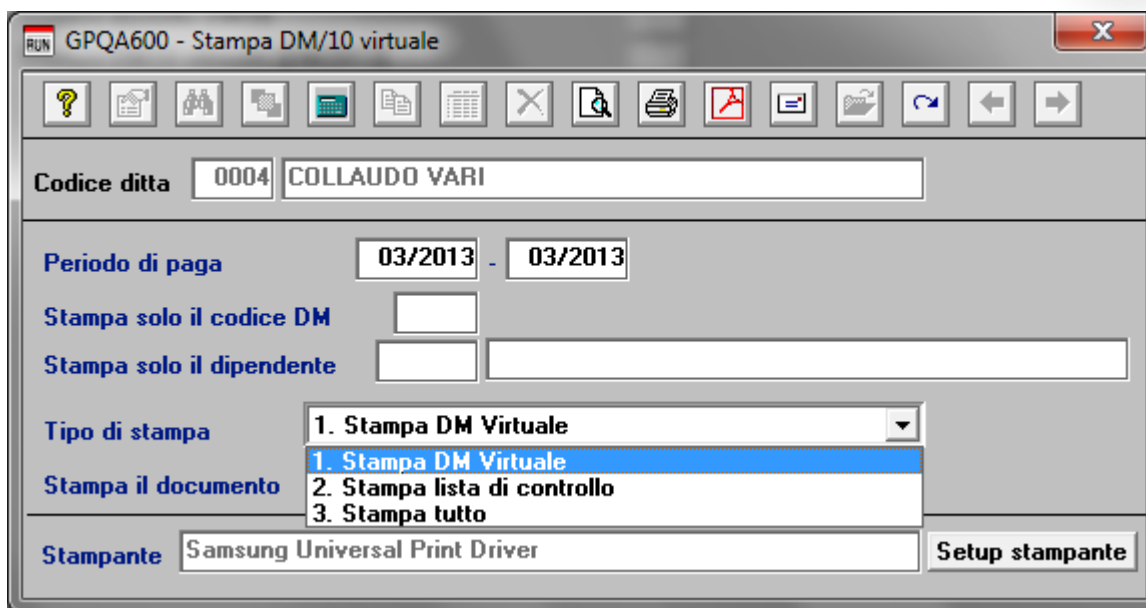 RUN GPQA600 - Stampa DM/10 virtuale
Codice ditta 0004 COLLAUDO VARI
Periodo di paga 03/2013 - 03/2013
Stampa solo il codice DM
Stampa solo il dipendente
Tipo di stampa 1. Stampa DM Virtuale
1. Stampa DM Virtuale
Stampa il documento 2. Stampa lista di controllo
3. Stampa tutto
Stampante Samsung Universal Print Driver Setup stampante